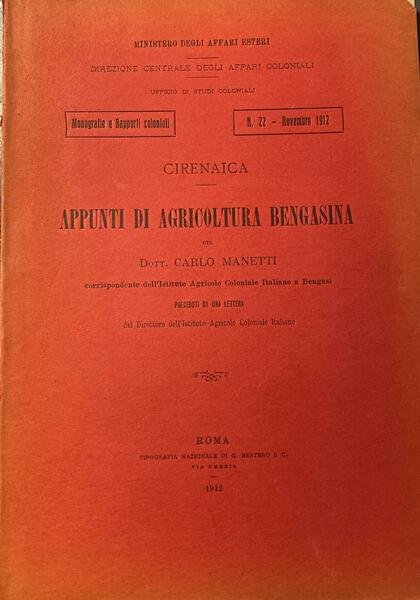 MINISTERO DEGLI AFFARI ESTERI
DIREZIONE CENTRALE DEGLI AFFARI COLONIALI
UFFICIO DI STUDI COLONIALI
Monografie e Rapporti coloniali
N. 22 - Novembre 1912
CIRENAICA
APPUNTI DI AGRICOLTURA BENGASINA
DEL
DOTT. CARLO MANETTI
corrispondente dell'Istituto Agricolo Coloniale Italiano a Bengasi
PRECEDUTI DA UNA LETTERA
del Direttore dell'Istituto Agricolo Coloniale Italiano
ROMA
TIPOGRAFIA NAZIONALE DI G. BERTERO E C.
VIA UMBRIA
1912